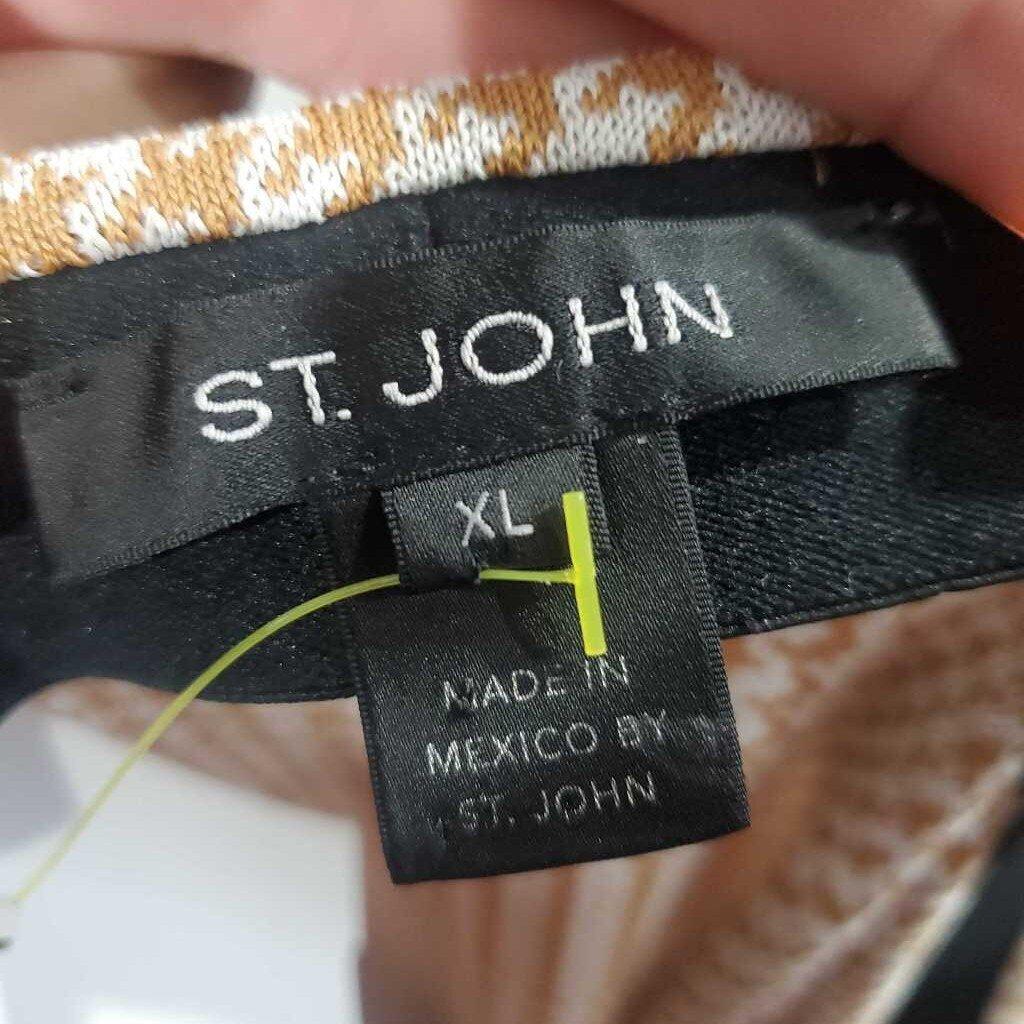 ST. JOHN
XL
MADE IN
MEXICO BY
ST. JOHN